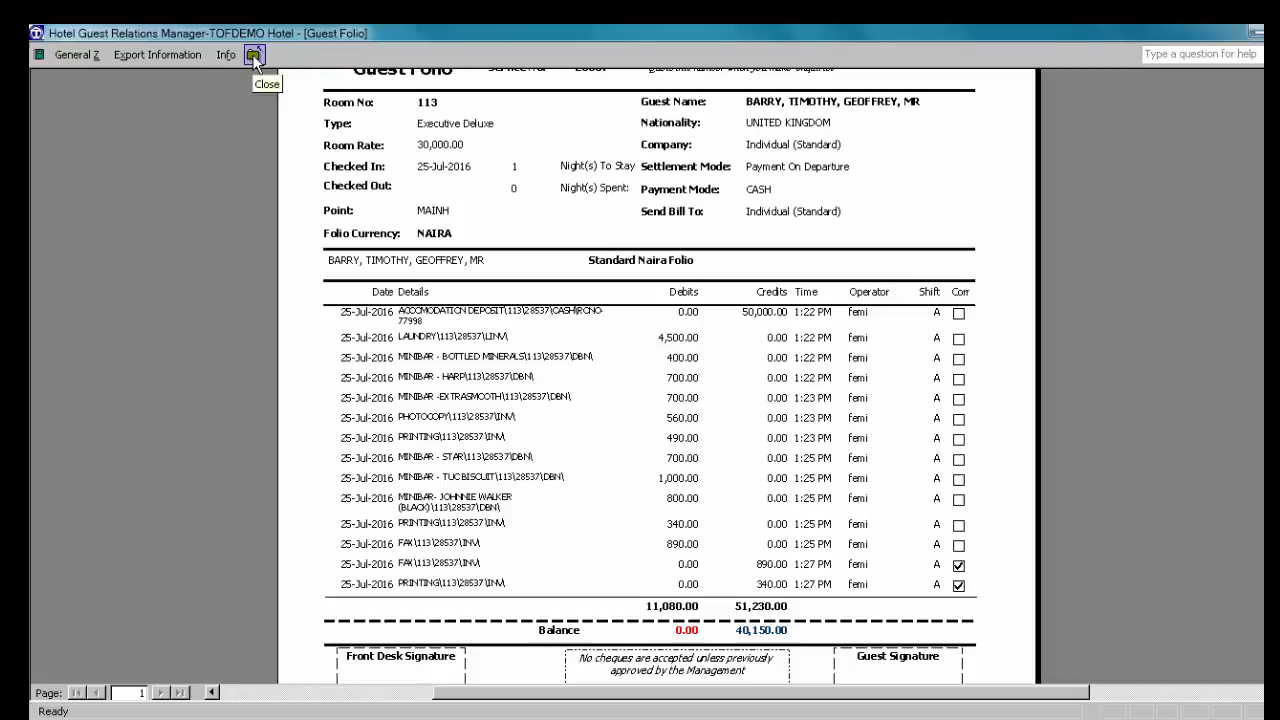 Hotel Guest Relations Manager-TOFDEMO Hotel - [Guest Folio]
General Z Export Information Info Type a question for help
Close
Guest Folio
Room No: 113 Guest Name: BARRY, TIMOTHY, GEOFFREY, MR
Type: Executive Deluxe Nationality: UNITED KINGDOM
Room Rate: 30,000.00 Company: Individual (Standard)
Checked In: 25-Jul-2016 1 Night(s) To Stay Settlement Mode: Payment On Departure
Checked Out: 0 Night(s) Spent: Payment Mode: CASH
Point: MAINH Send Bill To: Individual (Standard)
Folio Currency: NAIRA
BARRY, TIMOTHY, GEOFFREY, MR Standard Naira Folio
Date Details Debits Credits Time Operator Shift Corr
25-Jul-2016 ACCOMODATION DEPOSIT\113\28537\CASH\RCNO 0.00 50,000.00 1:22 PM femi A
77998
25-Jul-2016 LAUNDRY\113\28537\LINV\ 4,500.00 0.00 1:22 PM femi A
25-Jul-2016 MINIBAR - BOTTLED MINERALS\113\28537\DBN\ 400.00 0.00 1:22 PM femi A
25-Jul-2016 MINIBAR - HARP\113\28537\DBN\ 700.00 0.00 1:22 PM femi A
25-Jul-2016 MINIBAR -EXTRASMOOTH\113\28537\DBN\ 700.00 0.00 1:23 PM femi A
25-Jul-2016 PHOTOCOPY\113\28537\INV\ 560.00 0.00 1:23 PM femi A
25-Jul-2016 PRINTING\113\28537\INV\ 490.00 0.00 1:23 PM femi A
25-Jul-2016 MINIBAR - STAR\113\28537\DBN\ 700.00 0.00 1:25 PM femi A
25-Jul-2016 MINIBAR - TUC BISCUIT\113\28537\DBN\ 1,000.00 0.00 1:25 PM femi A
25-Jul-2016 MINIBAR- JOHNNIE WALKER 800.00 0.00 1:25 PM femi A
(BLACK)\113\28537\DBN\
25-Jul-2016 PRINTING\113\28537\INV\ 340.00 0.00 1:25 PM femi A
25-Jul-2016 FAX\113\28537\INV\ 890.00 0.00 1:25 PM femi A
25-Jul-2016 FAX\113\28537\INV\ 0.00 890.00 1:27 PM femi A
25-Jul-2016 PRINTING\113\28537\INV\ 0.00 340.00 1:27 PM femi A
11,080.00 51,230.00
Balance 0.00 40,150.00
Front Desk Signature No cheques are accepted unless previously Guest Signature
approved by the Management
Page: 1
Ready